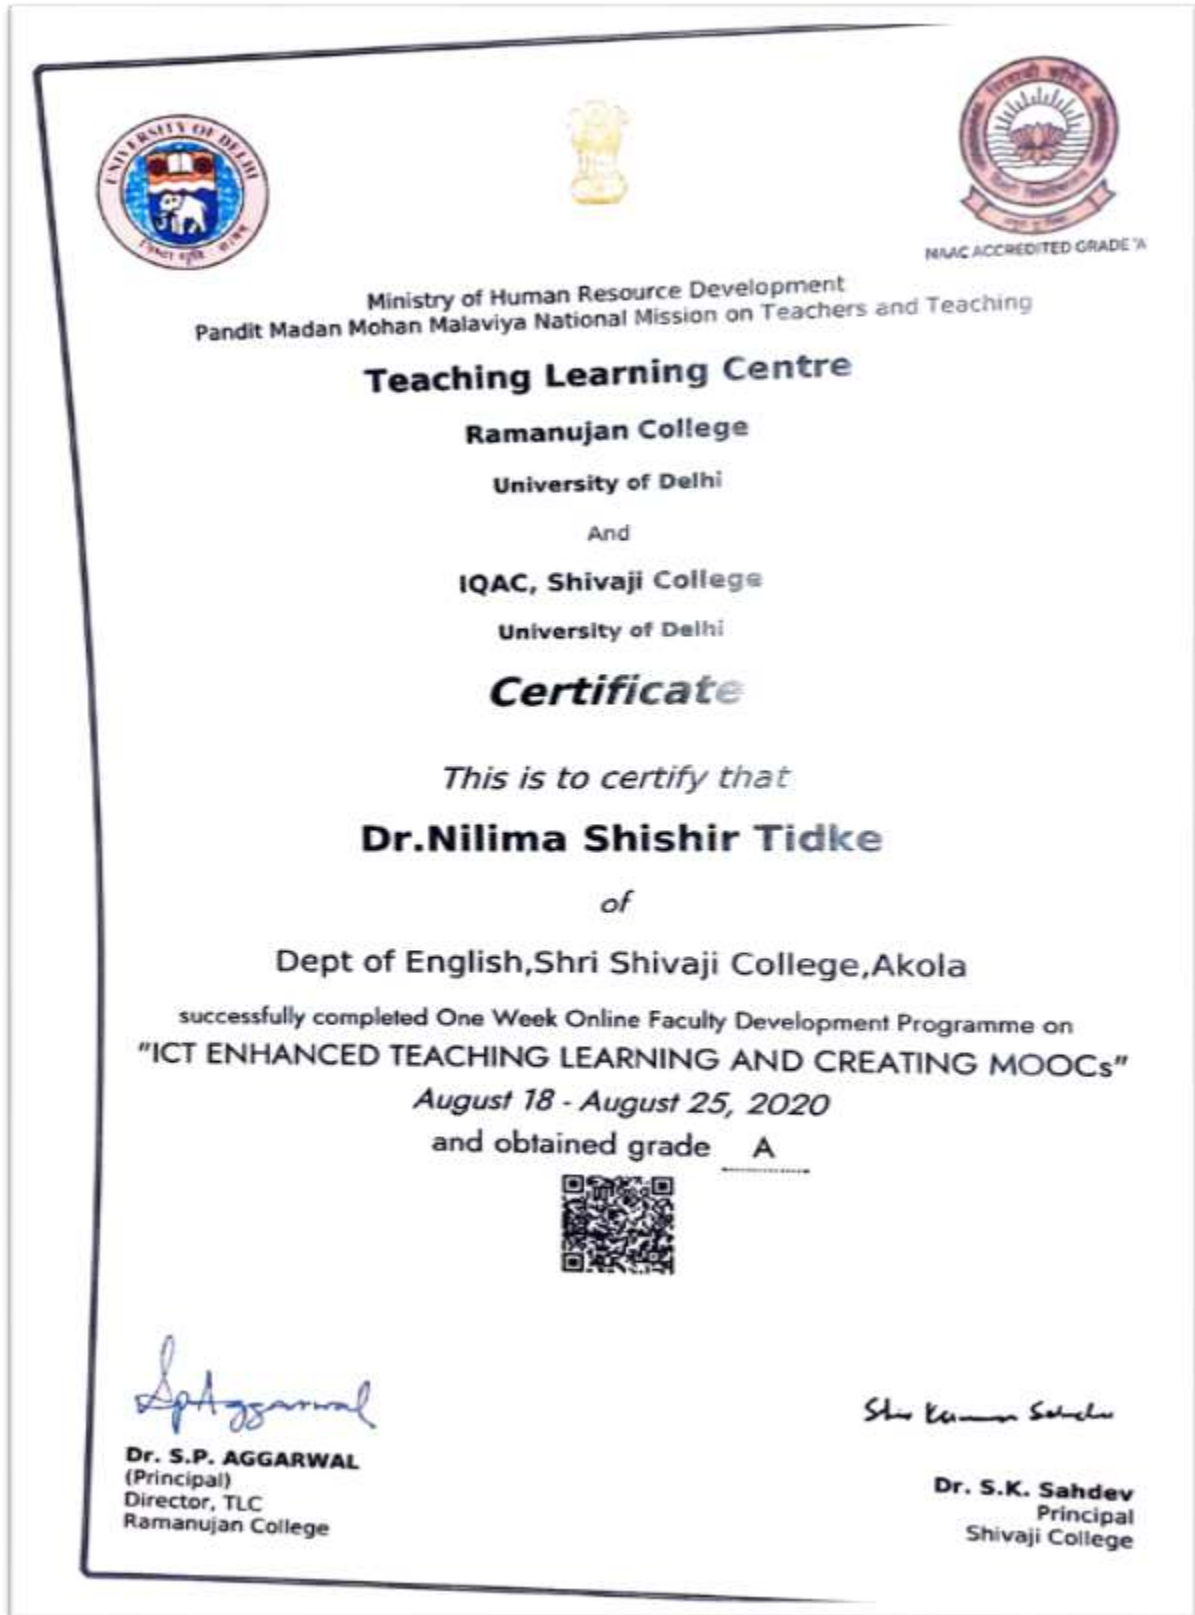 UNIVERSITY OF DELHI
NAAC ACCREDITED GRADE 'A
Ministry of Human Resource Development
Pandit Madan Mohan Malaviya National Mission on Teachers and Teaching
Teaching Learning Centre
Ramanujan College
University of Delhi
And
IQAC, Shivaji College
University of Delhi
Certificate
This is to certify that
Dr.Nilima Shishir Tidke
of
Dept of English,Shri Shivaji College,Akola
successfully completed One Week Online Faculty Development Programme on
"ICT ENHANCED TEACHING LEARNING AND CREATING MOOCs"
August 18 - August 25, 2020
and obtained grade A
SpAggarwal
Dr. S.P. AGGARWAL
(Principal)
Director, TLC
Ramanujan College
Dr. S.K. Sahdev
Principal
Shivaji College